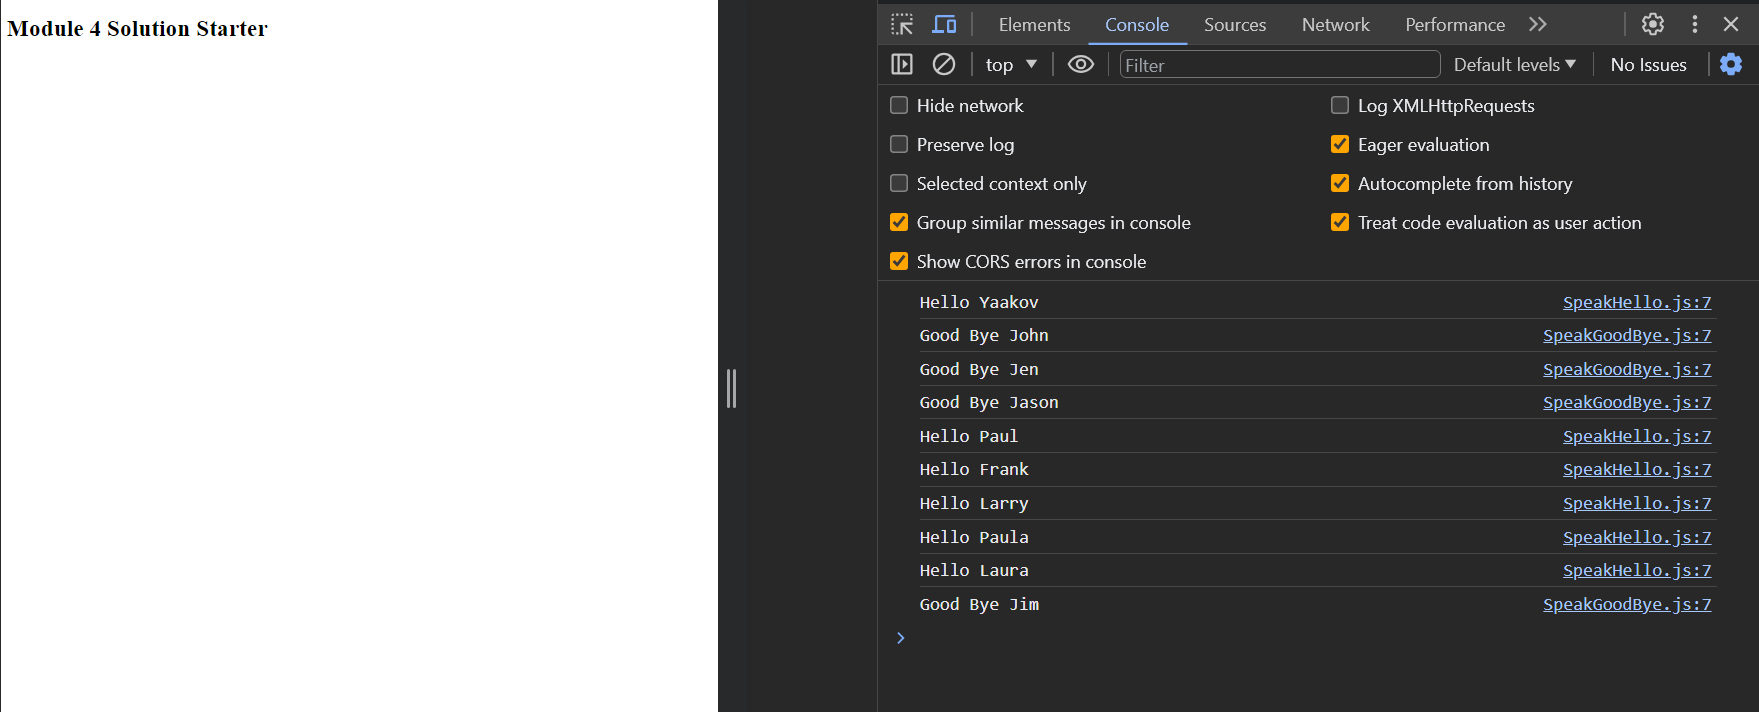 Module 4 Solution Starter
Elements Console Sources Network Performance
top Filter Default levels No Issues
Hide network Log XMLHttpRequests
Preserve log Eager evaluation
Selected context only Autocomplete from history
Group similar messages in console Treat code evaluation as user action
Show CORS errors in console
Hello Yaakov SpeakHello.js:7
Good Bye John SpeakGoodBye.js:7
Good Bye Jen SpeakGoodBye.js:7
Good Bye Jason SpeakGoodBye.js:7
Hello Paul SpeakHello.js:7
Hello Frank SpeakHello.js:7
Hello Larry SpeakHello.js:7
Hello Paula SpeakHello.js:7
Hello Laura SpeakHello.js:7
Good Bye Jim SpeakGoodBye.js:7